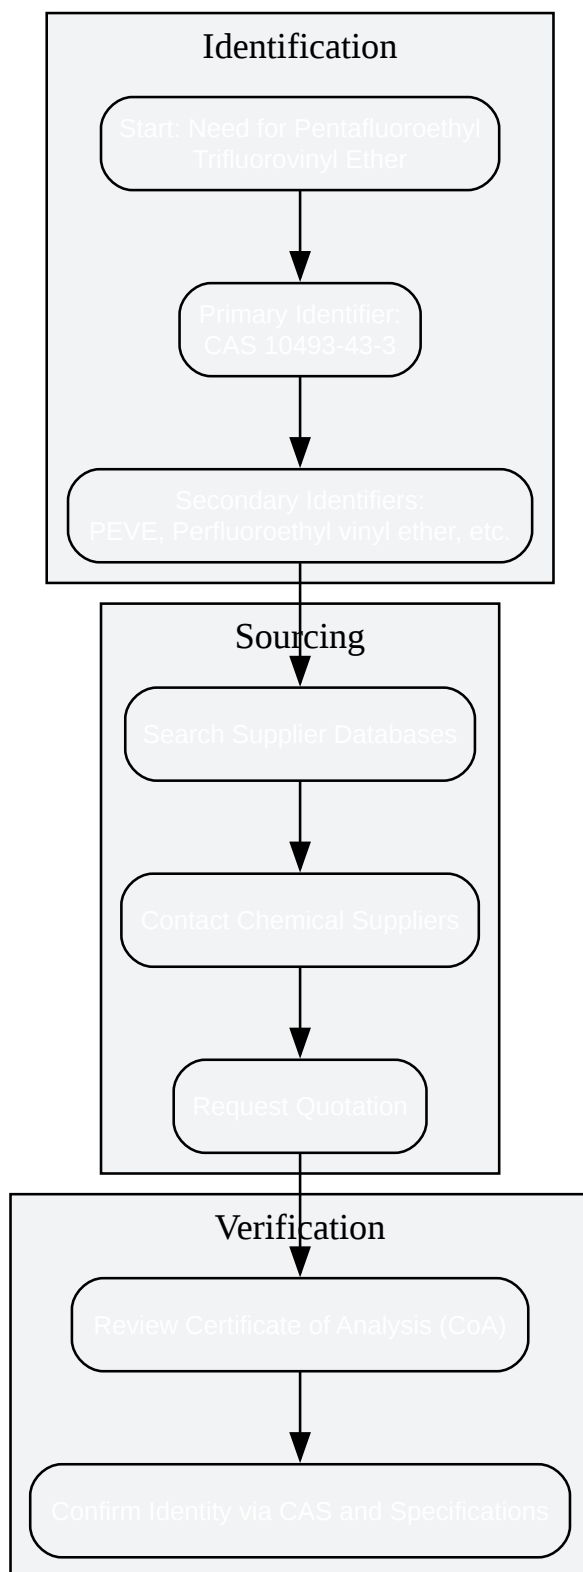 Identification
Start: Need for Pentafluoroethyl
Trifluorovinyl Ether
Primary Identifier:
CAS 10493-43-3
Secondary Identifiers:
PEVE, Perfluoroethyl vinyl ether, etc.
Sourcing
Search Supplier Databases
Contact Chemical Suppliers
Request Quotation
Verification
Review Certificate of Analysis (CoA)
Confirm Identity via CAS and Specifications